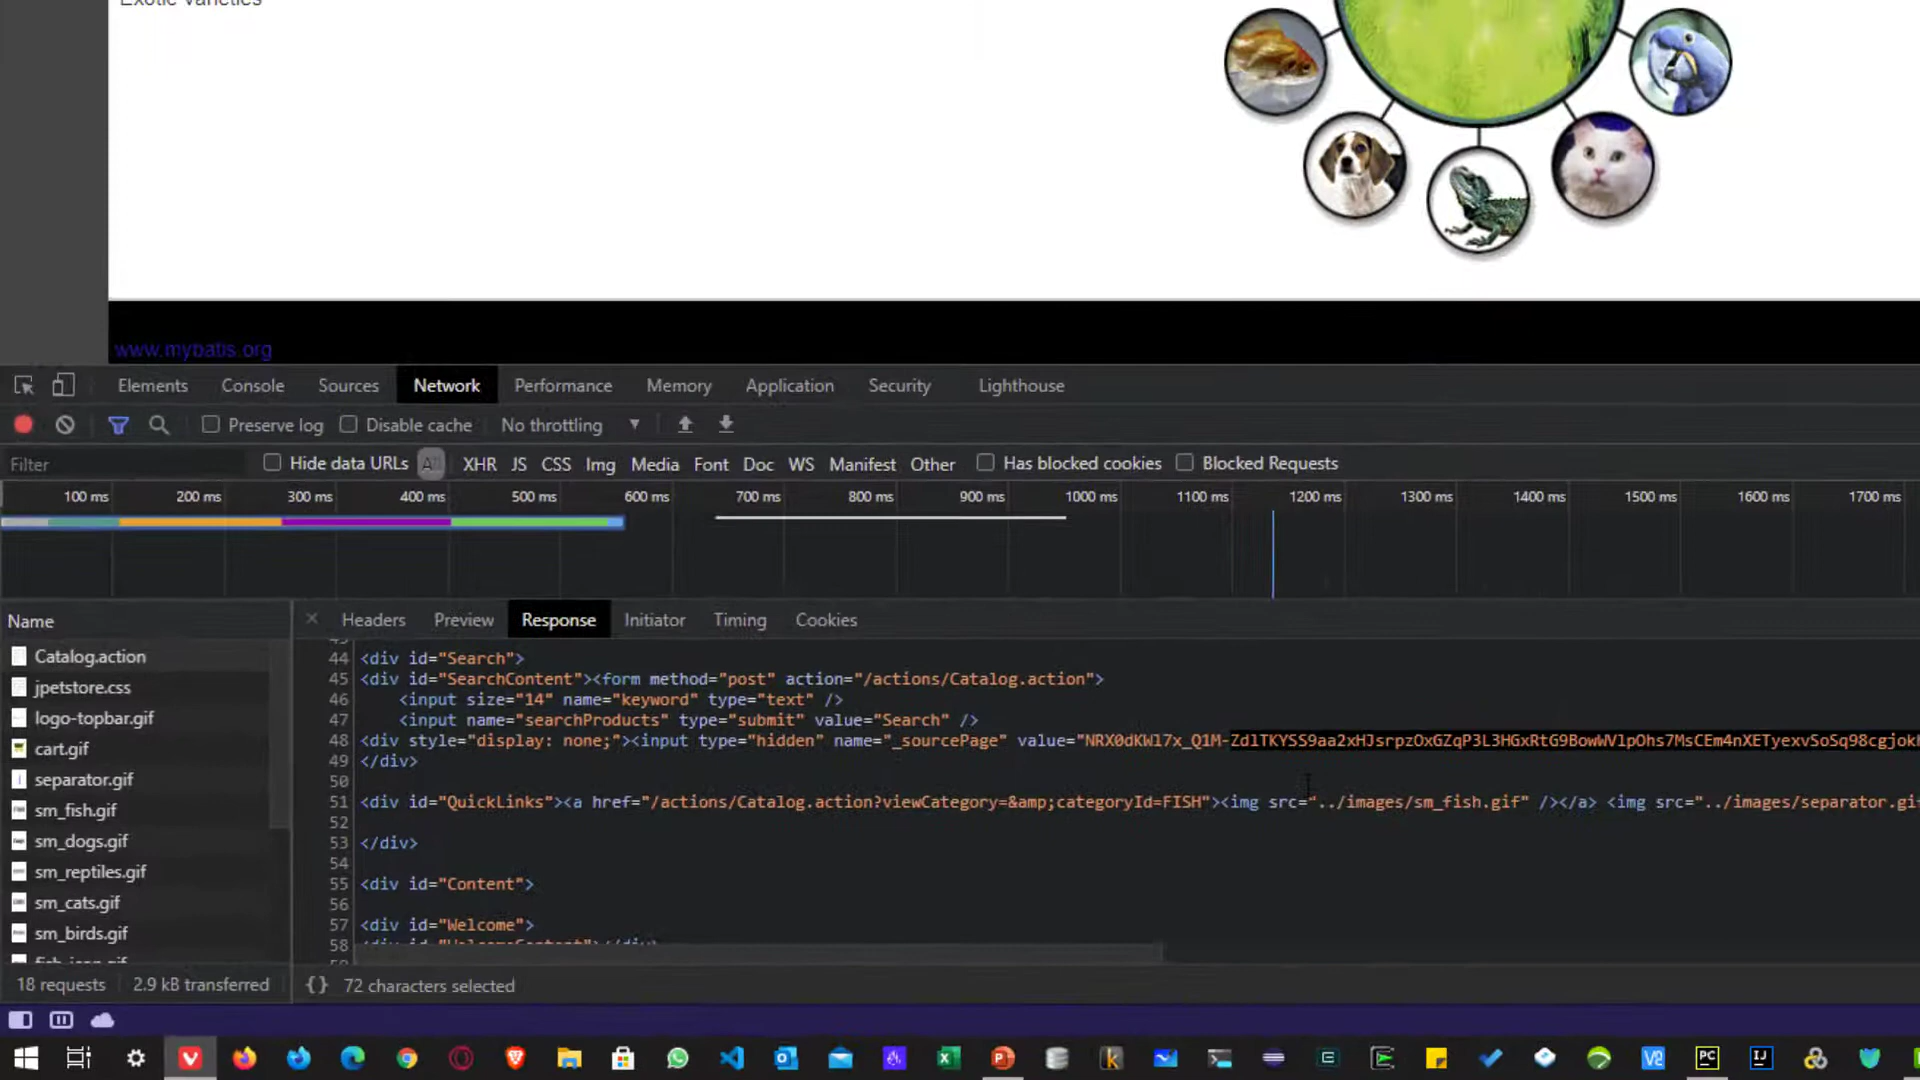 Exotic Varieties
www.mybatis.org
Elements Console Sources Network Performance Memory Application Security Lighthouse
Preserve log Disable cache No throttling
Filter Hide data URLs All XHR JS CSS Img Media Font Doc WS Manifest Other Has blocked cookies Blocked Requests
100 ms 200 ms 300 ms 400 ms 500 ms 600 ms 700 ms 800 ms 900 ms 1000 ms 1100 ms 1200 ms 1300 ms 1400 ms 1500 ms 1600 ms 1700 ms
Name
Catalog.action
jpetstore.css
logo-topbar.gif
cart.gif
separator.gif
sm_fish.gif
sm_dogs.gif
sm_reptiles.gif
sm_cats.gif
sm_birds.gif
18 requests 2.9 kB transferred
Headers Preview Response Initiator Timing Cookies
44 <div id="Search">
45 <div id="SearchContent"><form method="post" action="/actions/Catalog.action">
46 <input size="14" name="keyword" type="text" />
47 <input name="searchProducts" type="submit" value="Search" />
48 <div style="display: none;"><input type="hidden" name="_sourcePage" value="
49 </div>
50
51 <div id="QuickLinks"><a href="/actions/Catalog.action?viewCategory=&amp;categoryId=FISH"><img src="../images/sm_fish.gif" /></a> <img src="../images/separator.gi
52
53 </div>
54
55 <div id="Content">
56
57 <div id="Welcome">
58 <div id="WelcomeContent"></div>
{} 72 characters selected